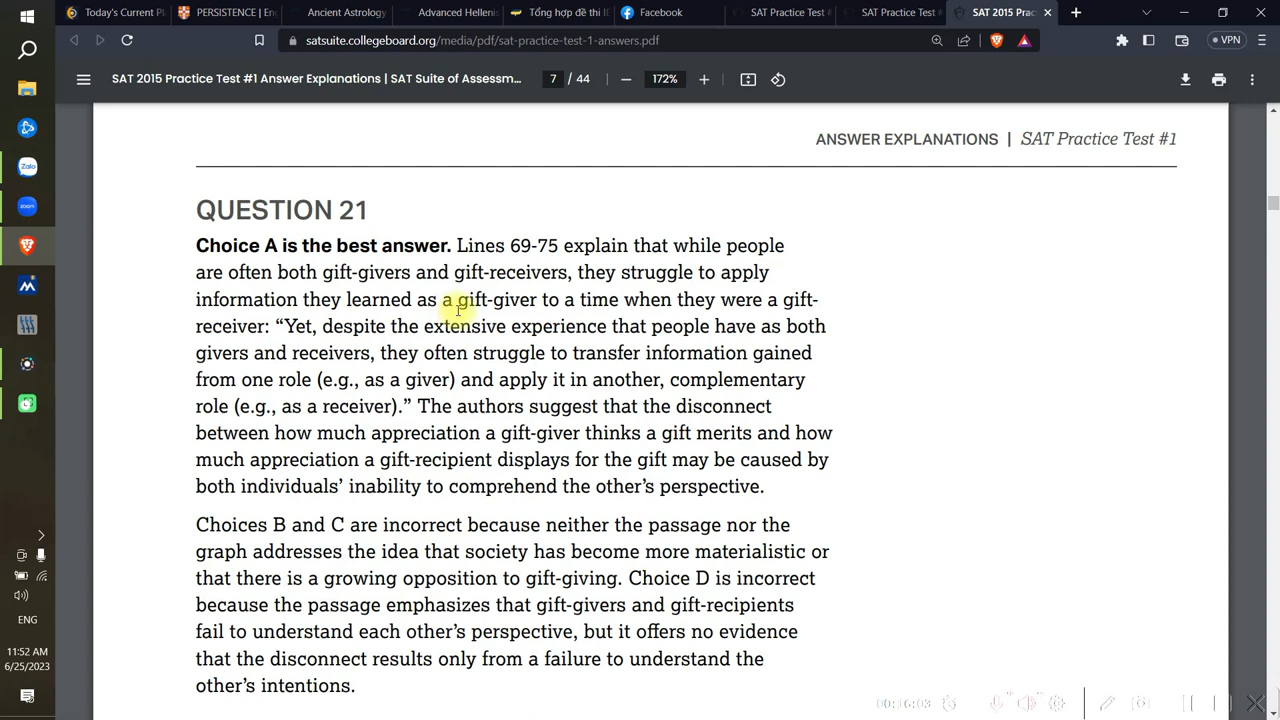 Today's Current Pl
PERSISTENCE | En
Ancient Astrology
Advanced Hellenis
Tổng hợp đề thi IE
Facebook
SAT Practice Test #
SAT Practice Test #
SAT 2015 Prac
satsuite.collegeboard.org/media/pdf/sat-practice-test-1-answers.pdf
VPN
SAT 2015 Practice Test #1 Answer Explanations | SAT Suite of Assessm...
7 / 44
172%
ANSWER EXPLANATIONS | SAT Practice Test #1
QUESTION 21
Choice A is the best answer. Lines 69-75 explain that while people
are often both gift-givers and gift-receivers, they struggle to apply
information they learned as a gift-giver to a time when they were a gift-
receiver: “Yet, despite the extensive experience that people have as both
givers and receivers, they often struggle to transfer information gained
from one role (e.g., as a giver) and apply it in another, complementary
role (e.g., as a receiver).” The authors suggest that the disconnect
between how much appreciation a gift-giver thinks a gift merits and how
much appreciation a gift-recipient displays for the gift may be caused by
both individuals’ inability to comprehend the other’s perspective.
Choices B and C are incorrect because neither the passage nor the
graph addresses the idea that society has become more materialistic or
that there is a growing opposition to gift-giving. Choice D is incorrect
because the passage emphasizes that gift-givers and gift-recipients
fail to understand each other’s perspective, but it offers no evidence
that the disconnect results only from a failure to understand the
other’s intentions.
Zalo
zoom
ENG
11:52 AM
6/25/2023
00:16:03